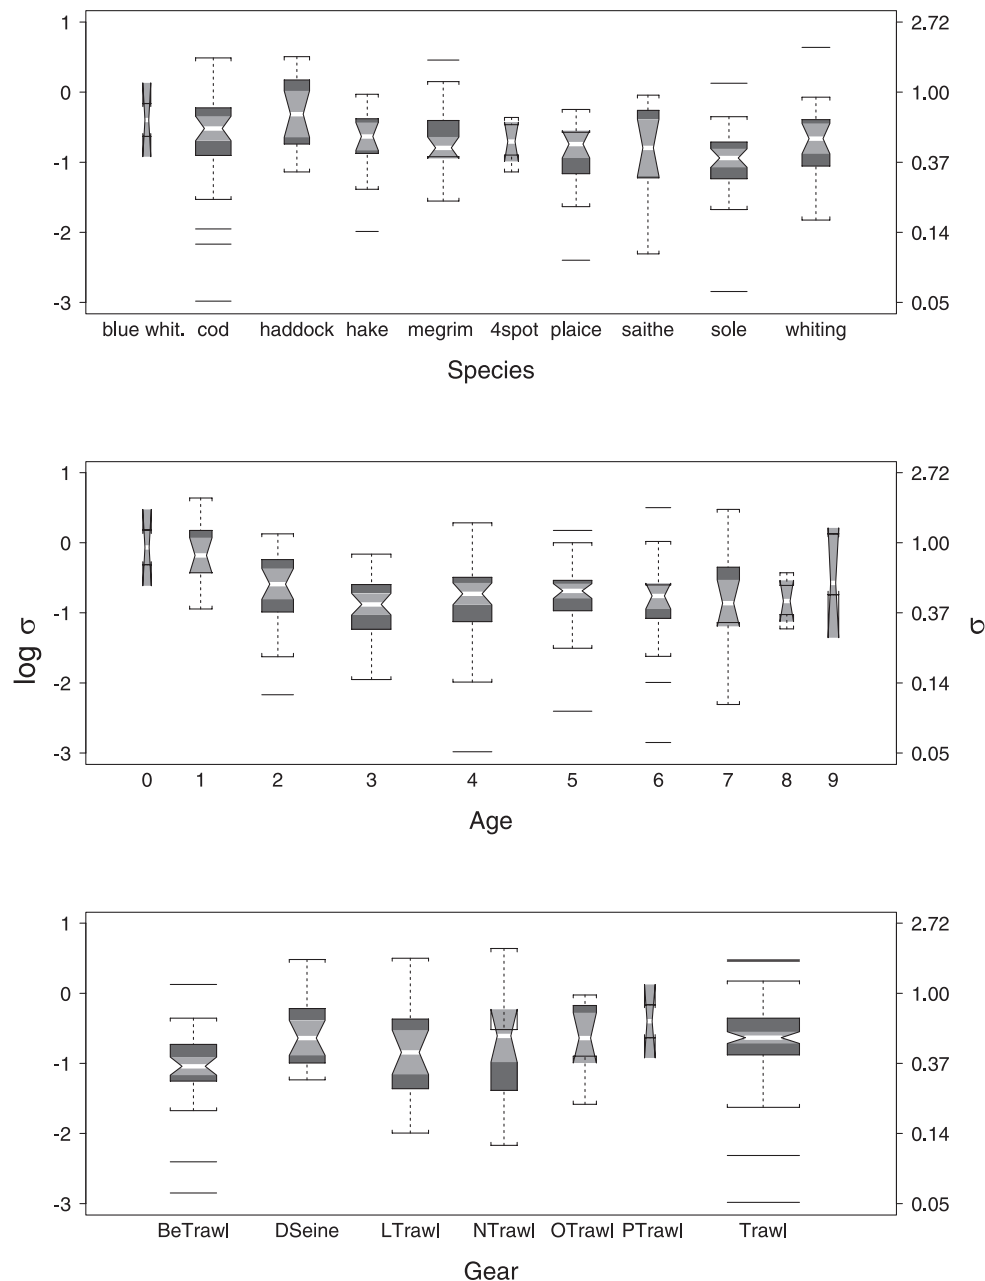 1 2.72
0 1.00
-1 0.37
-2 0.14
-3 0.05
blue whit. cod haddock hake megrim 4spot plaice saithe sole whiting
Species
1 2.72
0 1.00
-1 0.37
-2 0.14
-3 0.05
log σ
σ
0 1 2 3 4 5 6 7 8 9
Age
1 2.72
0 1.00
-1 0.37
-2 0.14
-3 0.05
BeTrawl DSeine LTrawl NTrawl OTrawl PTrawl Trawl
Gear